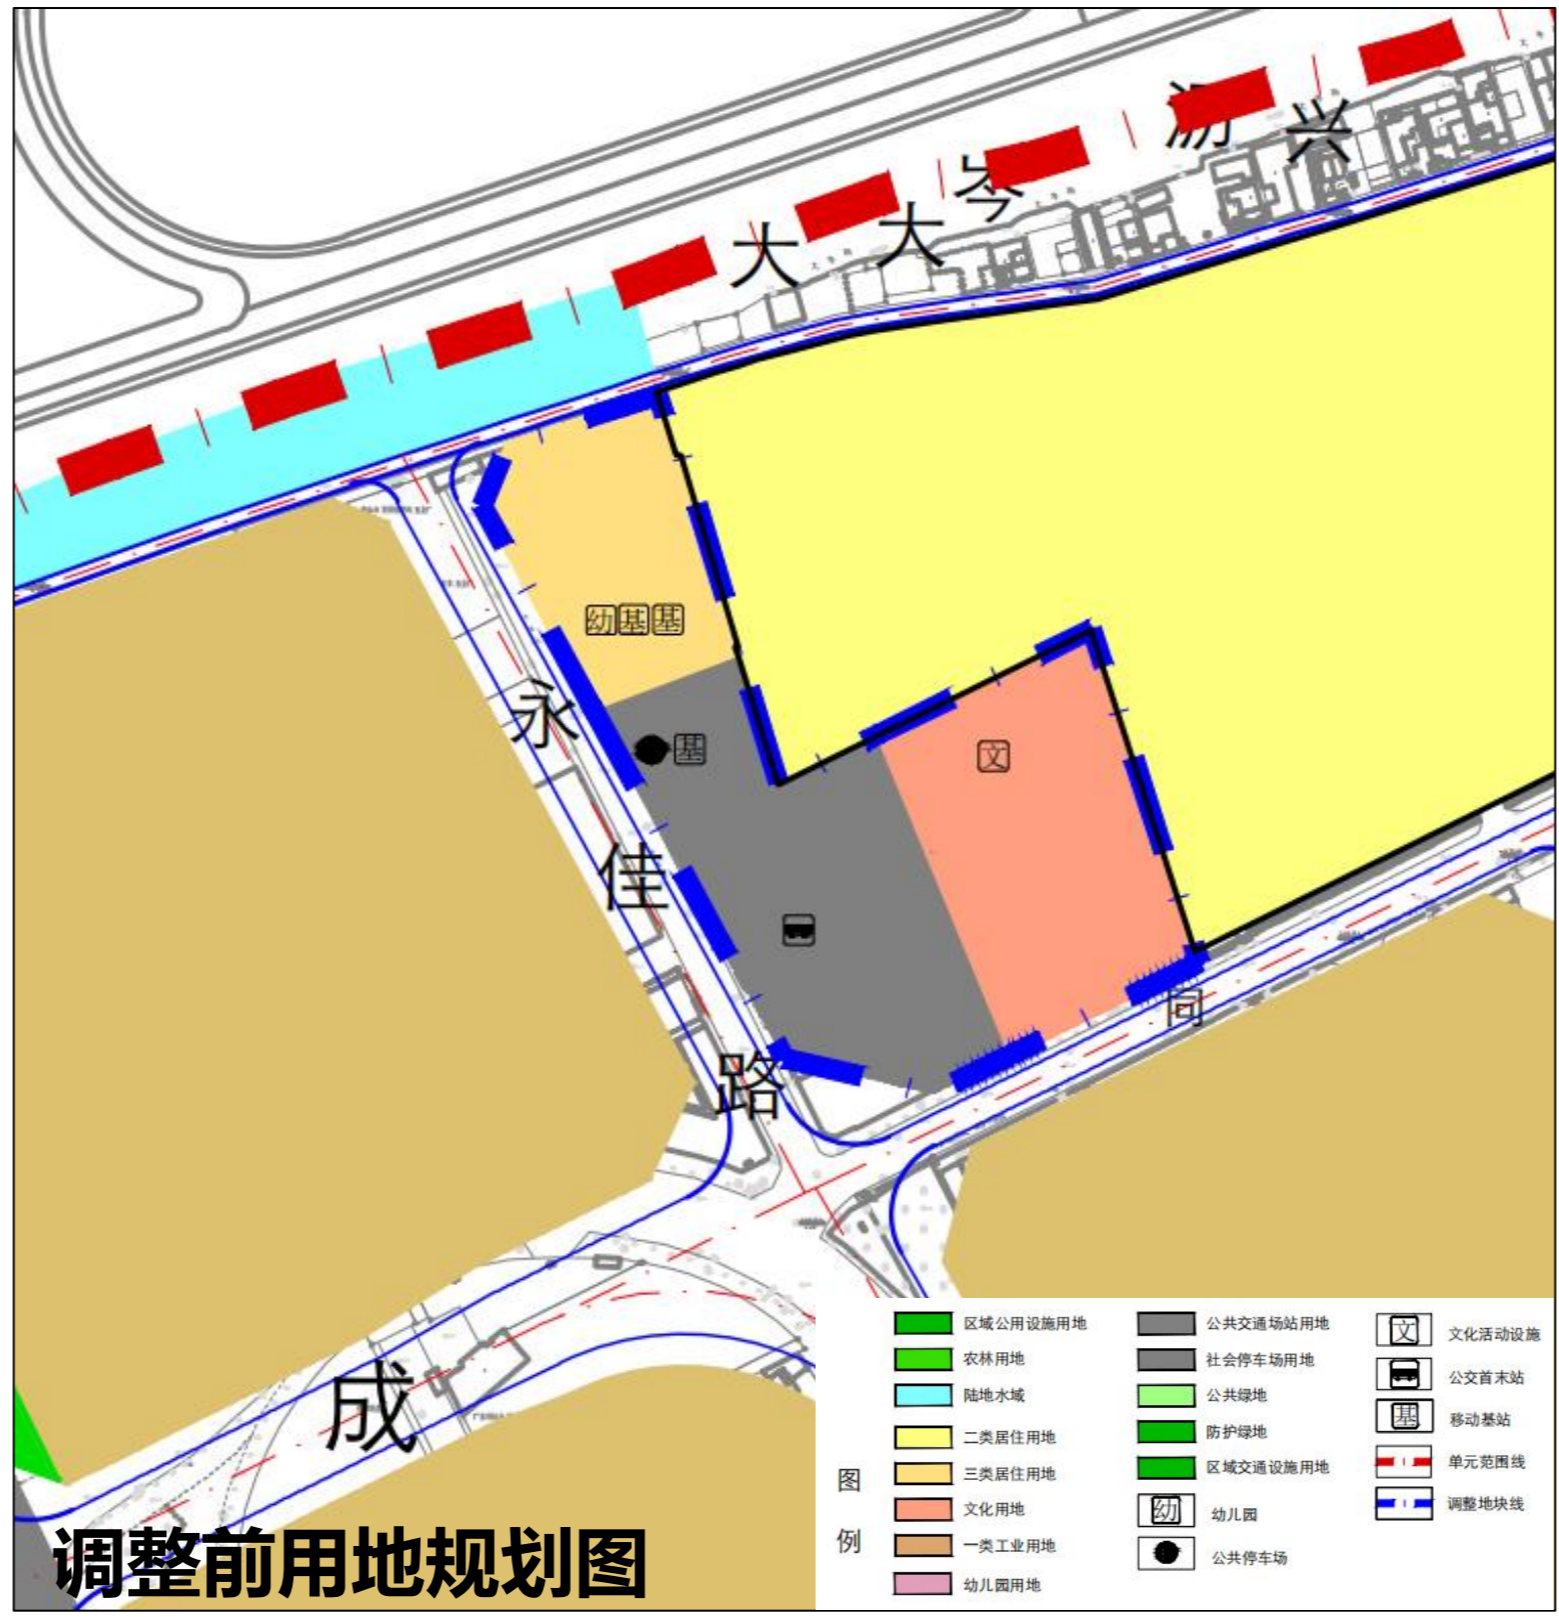 沥兴
岑
大大
幼基基
永
基
文
佳
同
路
成
调整前用地规划图
图例
区域公用设施用地
农林用地
陆地水域
二类居住用地
三类居住用地
文化用地
一类工业用地
幼儿园用地
公共交通场站用地
社会停车场用地
公共绿地
防护绿地
区域交通设施用地
幼 幼儿园
公共停车场
文 文化活动设施
公交首末站
基 移动基站
单元范围线
调整地块线